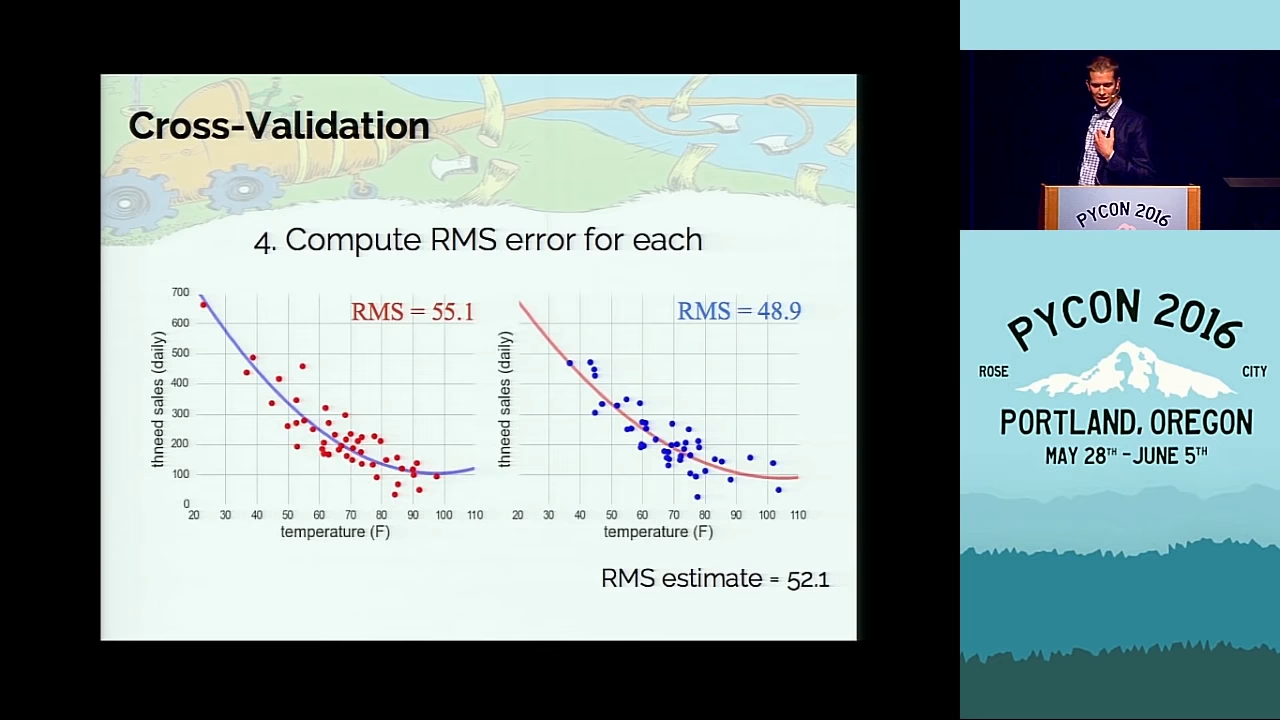 Cross-Validation
4. Compute RMS error for each
RMS = 55.1
thneed sales (daily)
700
600
500
400
300
200
100
0
20 30 40 50 60 70 80 90 100 110
temperature (F)
RMS = 48.9
thneed sales (daily)
20 30 40 50 60 70 80 90 100 110
temperature (F)
RMS estimate = 52.1
PYCON 2016
PYCON 2016
ROSE CITY
PORTLAND, OREGON
MAY 28TH - JUNE 5TH